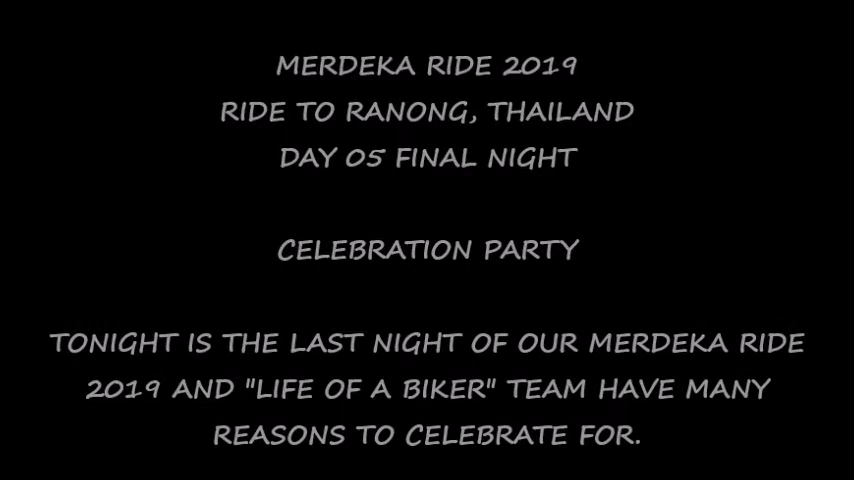 MERDEKA RIDE 2019
RIDE TO RANONG, THAILAND
DAY 05 FINAL NIGHT
CELEBRATION PARTY
TONIGHT IS THE LAST NIGHT OF OUR MERDEKA RIDE
2019 AND "LIFE OF A BIKER" TEAM HAVE MANY
REASONS TO CELEBRATE FOR.